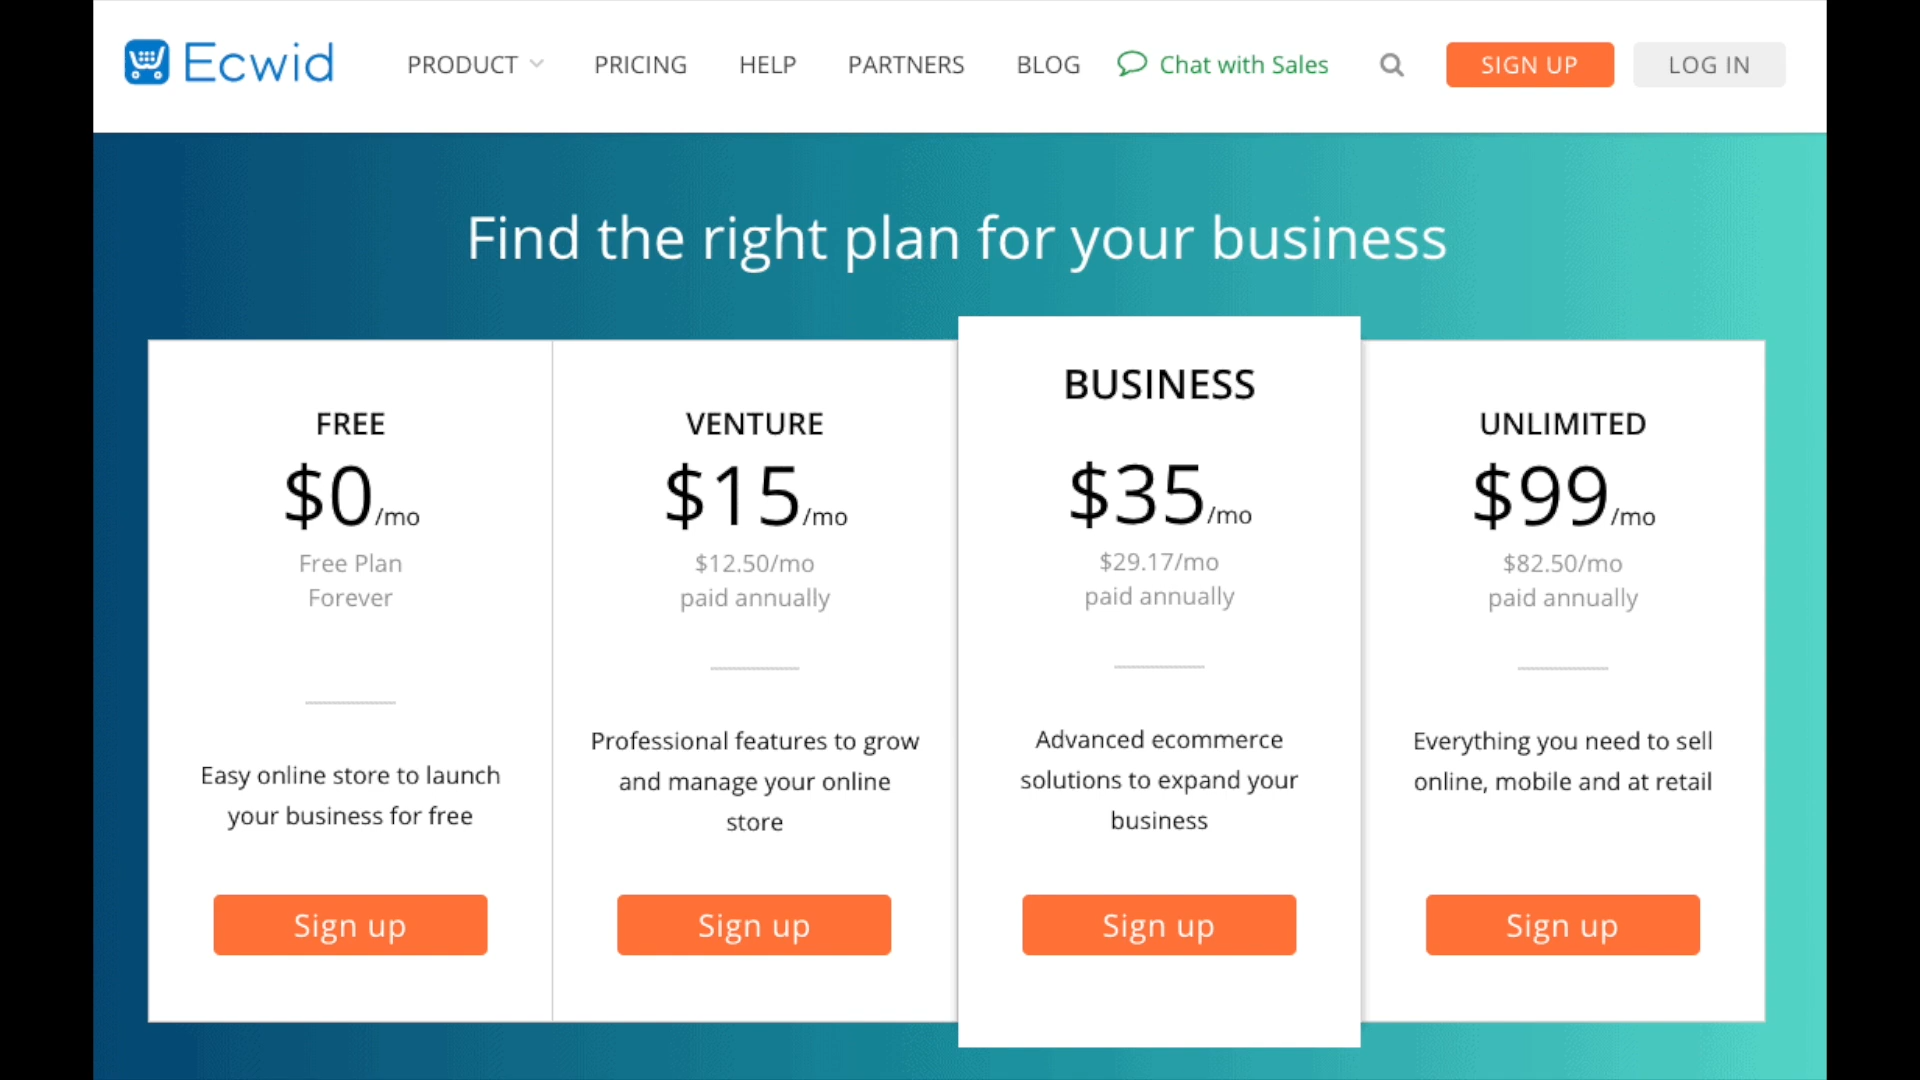 Ecwid
PRODUCT
PRICING
HELP
PARTNERS
BLOG
Chat with Sales
SIGN UP
LOG IN
Find the right plan for your business
FREE
$0/mo
Free Plan
Forever
Easy online store to launch
your business for free
Sign up
VENTURE
$15/mo
$12.50/mo
paid annually
Professional features to grow
and manage your online
store
Sign up
BUSINESS
$35/mo
$29.17/mo
paid annually
Advanced ecommerce
solutions to expand your
business
Sign up
UNLIMITED
$99/mo
$82.50/mo
paid annually
Everything you need to sell
online, mobile and at retail
Sign up